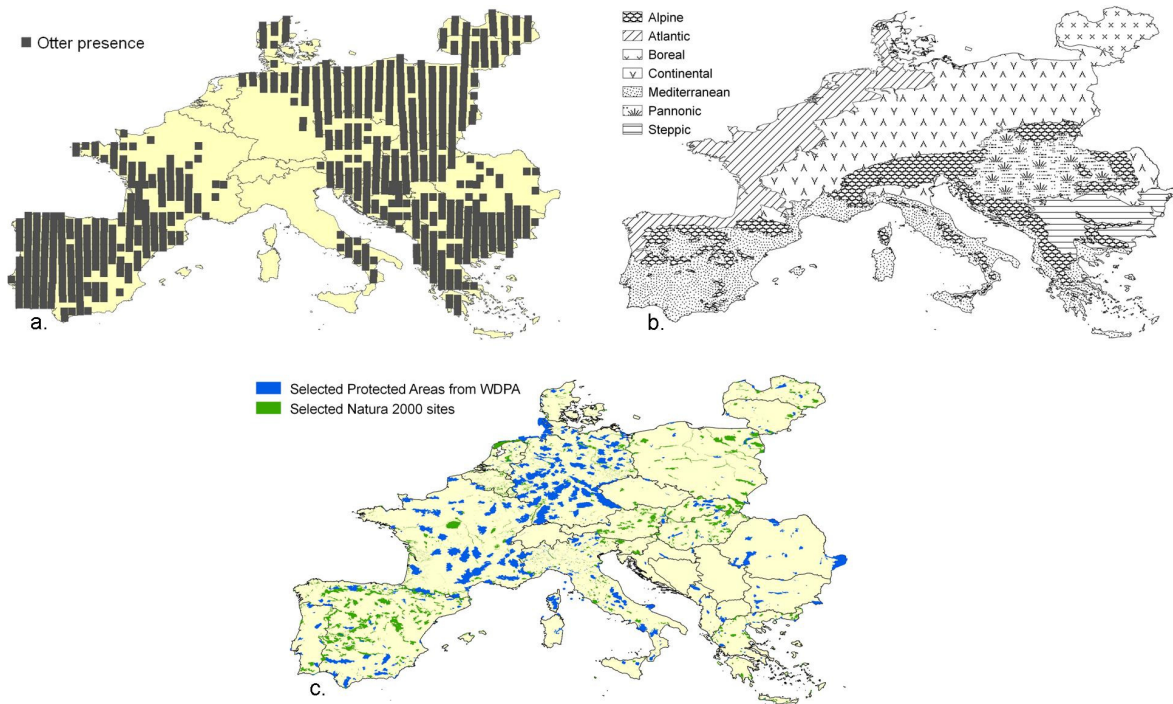 Otter presence
a.
Alpine
Atlantic
Boreal
Continental
Mediterranean
Pannonic
Steppic
b.
Selected Protected Areas from WDPA
Selected Natura 2000 sites
c.